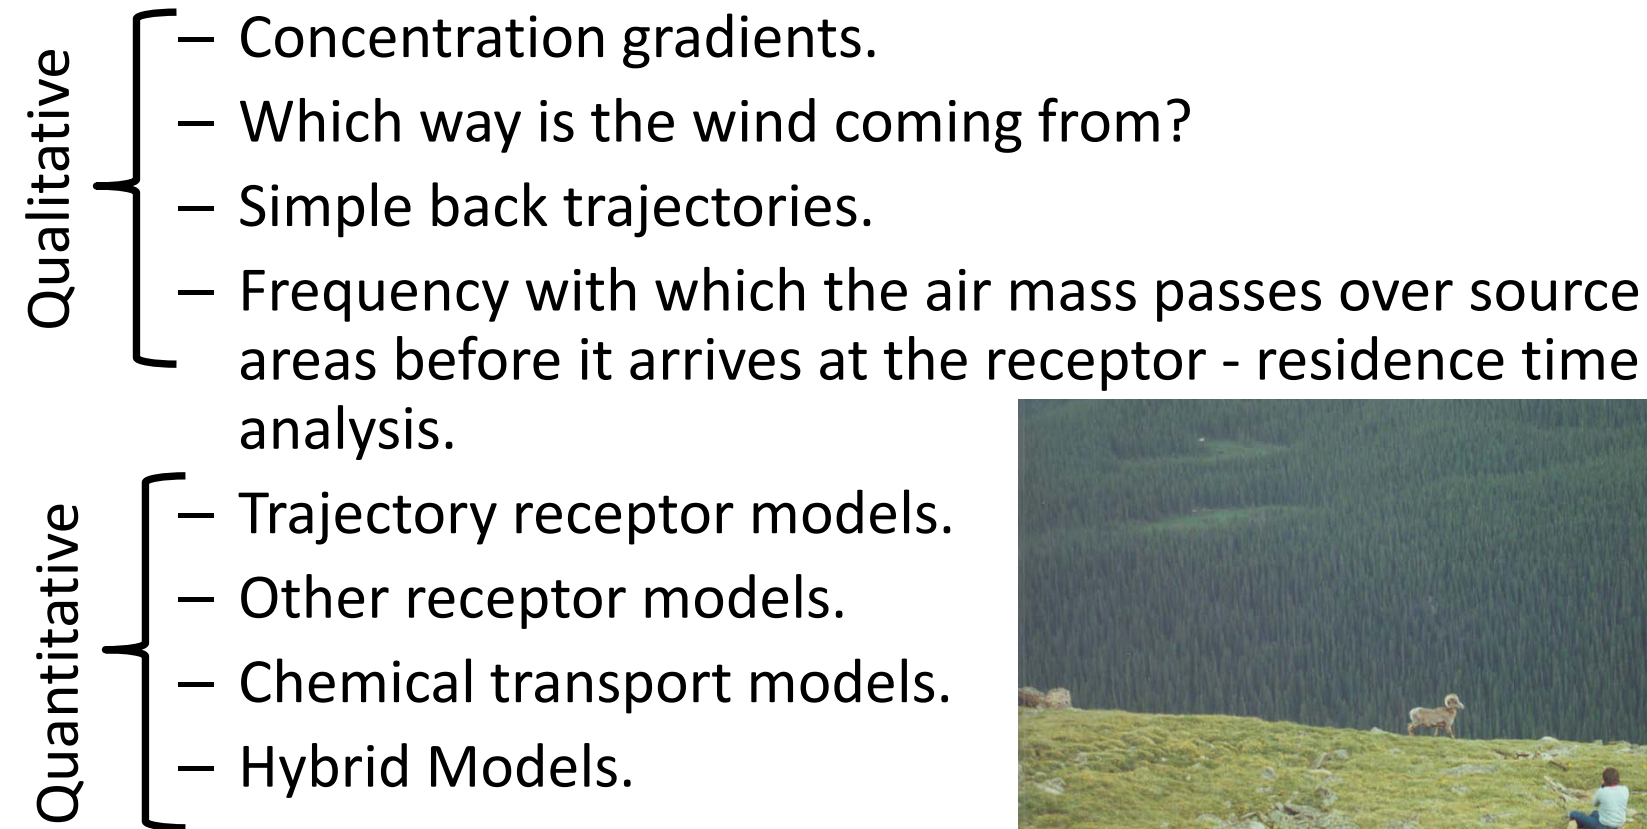 Qualitative
– Concentration gradients.
– Which way is the wind coming from?
– Simple back trajectories.
– Frequency with which the air mass passes over source
areas before it arrives at the receptor - residence time
analysis.
Quantitative
– Trajectory receptor models.
– Other receptor models.
– Chemical transport models.
– Hybrid Models.